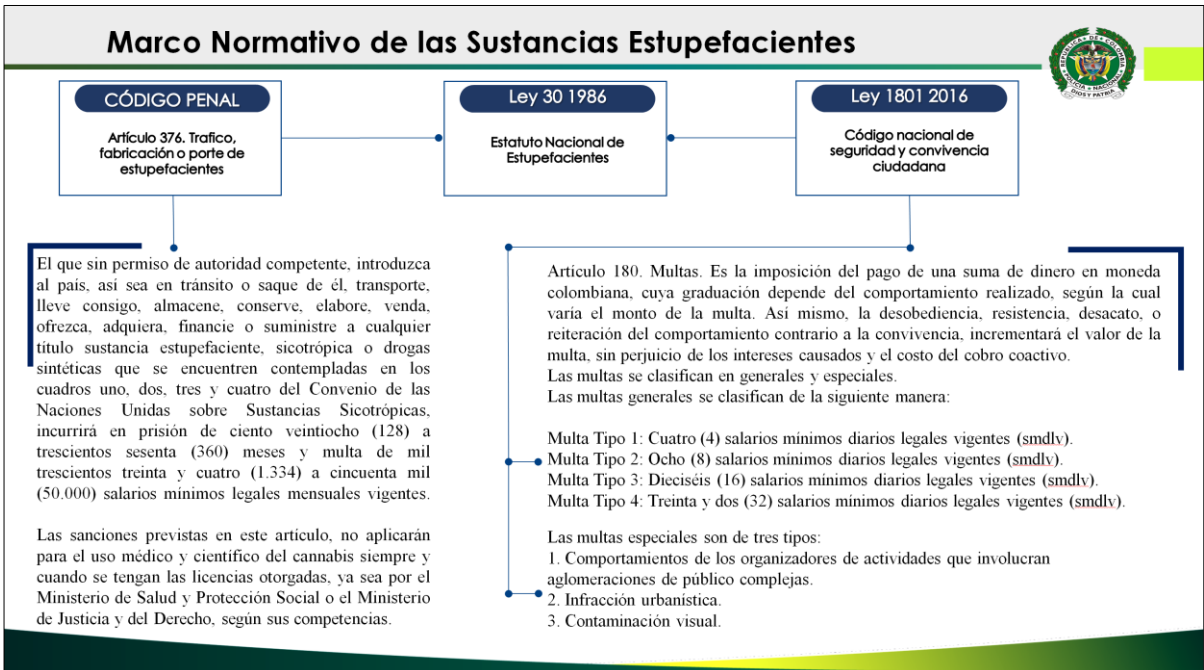 Marco Normativo de las Sustancias Estupefacientes
REPUBLICA DE COLOMBIA
POLICIA NACIONAL
DIOS Y PATRIA
CÓDIGO PENAL
Artículo 376. Trafico,
fabricación o porte de
estupefacientes
Ley 30 1986
Estatuto Nacional de
Estupefacientes
Ley 1801 2016
Código nacional de
seguridad y convivencia
ciudadana
El que sin permiso de autoridad competente, introduzca
al país, así sea en tránsito o saque de él, transporte,
lleve consigo, almacene, conserve, elabore, venda,
ofrezca, adquiera, financie o suministre a cualquier
título sustancia estupefaciente, sicotrópica o drogas
sintéticas que se encuentren contempladas en los
cuadros uno, dos, tres y cuatro del Convenio de las
Naciones Unidas sobre Sustancias Sicotrópicas,
incurrirá en prisión de ciento veintiocho (128) a
trescientos sesenta (360) meses y multa de mil
trescientos treinta y cuatro (1.334) a cincuenta mil
(50.000) salarios mínimos legales mensuales vigentes.
Las sanciones previstas en este artículo, no aplicarán
para el uso médico y científico del cannabis siempre y
cuando se tengan las licencias otorgadas, ya sea por el
Ministerio de Salud y Protección Social o el Ministerio
de Justicia y del Derecho, según sus competencias.
Artículo 180. Multas. Es la imposición del pago de una suma de dinero en moneda
colombiana, cuya graduación depende del comportamiento realizado, según la cual
varía el monto de la multa. Así mismo, la desobediencia, resistencia, desacato, o
reiteración del comportamiento contrario a la convivencia, incrementará el valor de la
multa, sin perjuicio de los intereses causados y el costo del cobro coactivo.
Las multas se clasifican en generales y especiales.
Las multas generales se clasifican de la siguiente manera:
Multa Tipo 1: Cuatro (4) salarios mínimos diarios legales vigentes (smdlv).
Multa Tipo 2: Ocho (8) salarios mínimos diarios legales vigentes (smdlv).
Multa Tipo 3: Dieciséis (16) salarios mínimos diarios legales vigentes (smdlv).
Multa Tipo 4: Treinta y dos (32) salarios mínimos diarios legales vigentes (smdlv).
Las multas especiales son de tres tipos:
1. Comportamientos de los organizadores de actividades que involucran
aglomeraciones de público complejas.
2. Infracción urbanística.
3. Contaminación visual.